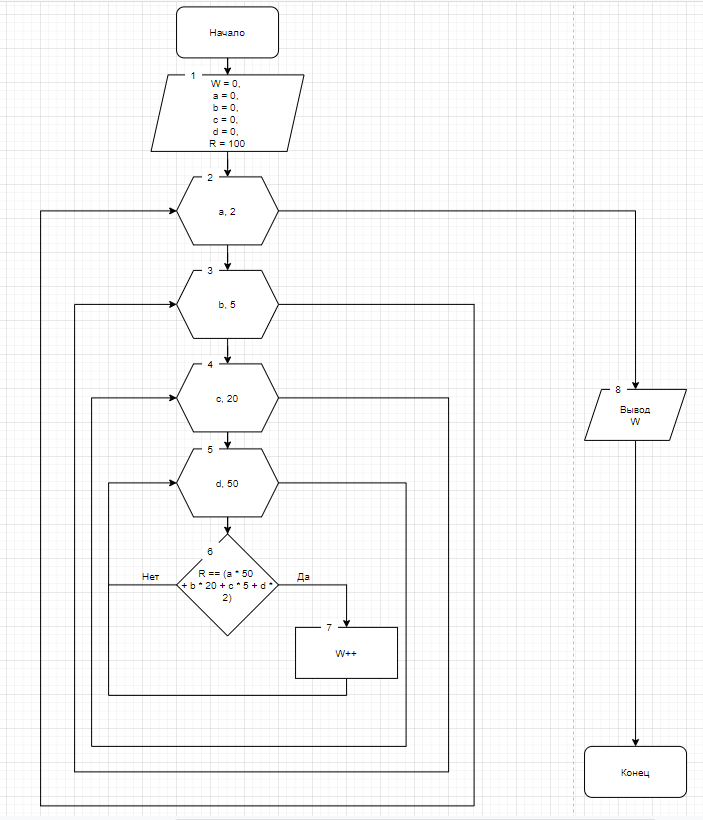 Начало
1
W = 0,
a = 0,
b = 0,
c = 0,
d = 0,
R = 100
2
a, 2
3
b, 5
4
c, 20
5
d, 50
6
R == (a * 50
+ b * 20 + c * 5 + d *
2)
Нет
Да
7
W++
8
Вывод
W
Конец